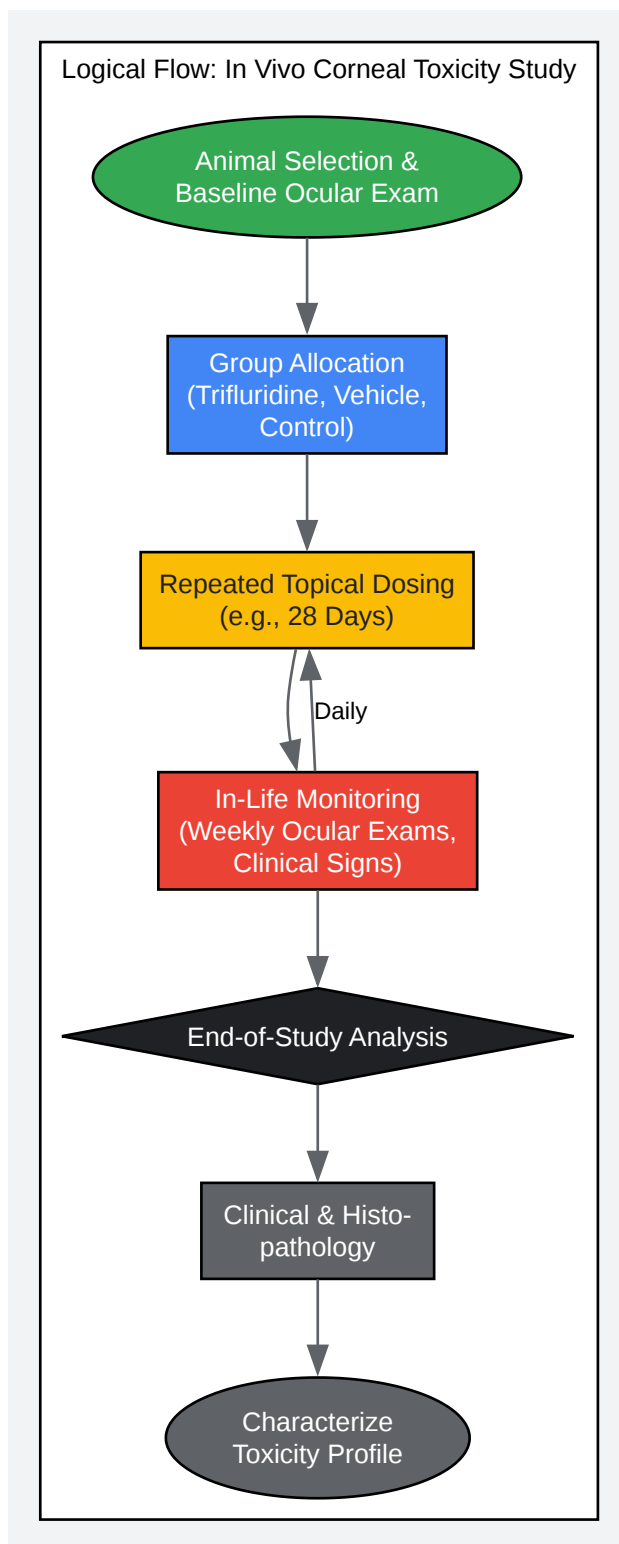 Logical Flow: In Vivo Corneal Toxicity Study
Animal Selection &
Baseline Ocular Exam
Group Allocation
(Trifluridine, Vehicle,
Control)
Repeated Topical Dosing
(e.g., 28 Days)
Daily
In-Life Monitoring
(Weekly Ocular Exams,
Clinical Signs)
End-of-Study Analysis
Clinical & Histo-
pathology
Characterize
Toxicity Profile